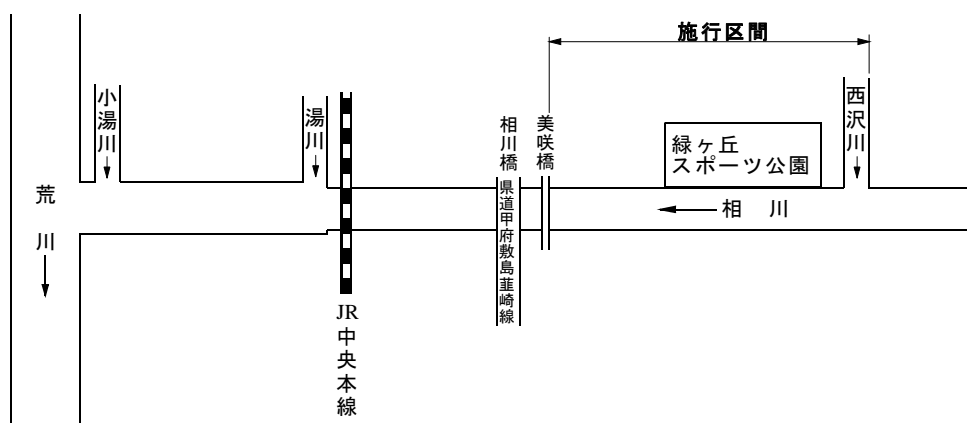 施行区間
小湯川
湯川
相川橋
美咲橋
西沢川
緑ヶ丘
スポーツ公園
荒川
県道甲府敷島韮崎線
相川
JR
中央本線